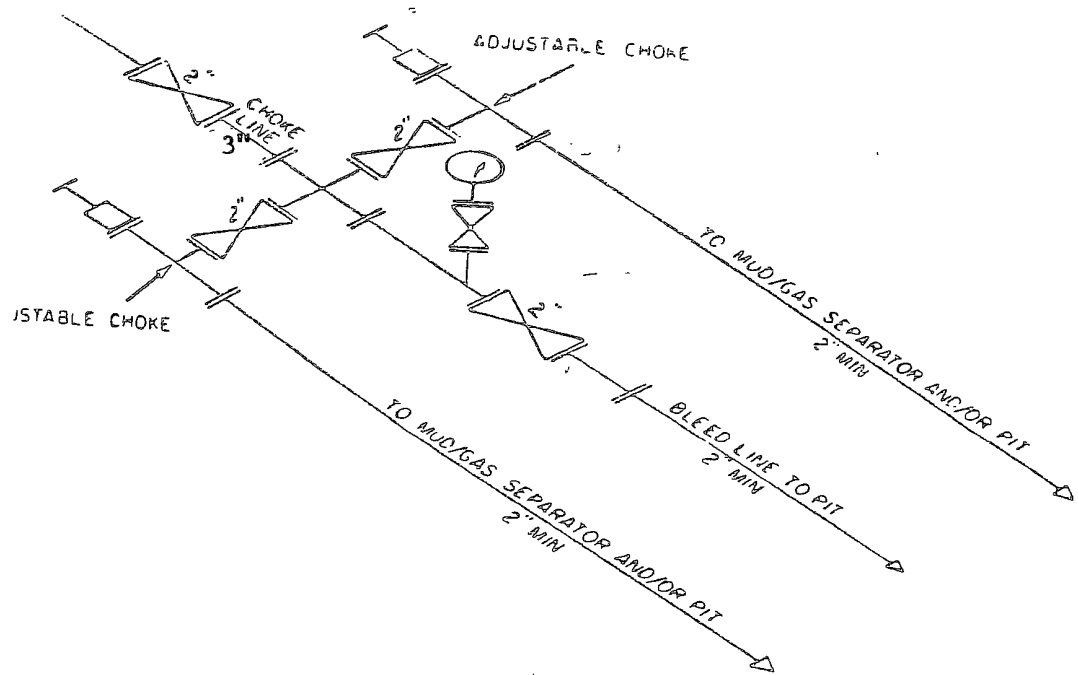 ADJUSTABLE CHOKE
2"
CHOKE
LINE
3"
2"
2"
JSTABLE CHOKE
2"
TO MUD/GAS SEPARATOR AND/OR PIT
2" MIN
BLEED LINE TO PIT
2" MIN
TO MUD/GAS SEPARATOR AND/OR PIT
2" MIN